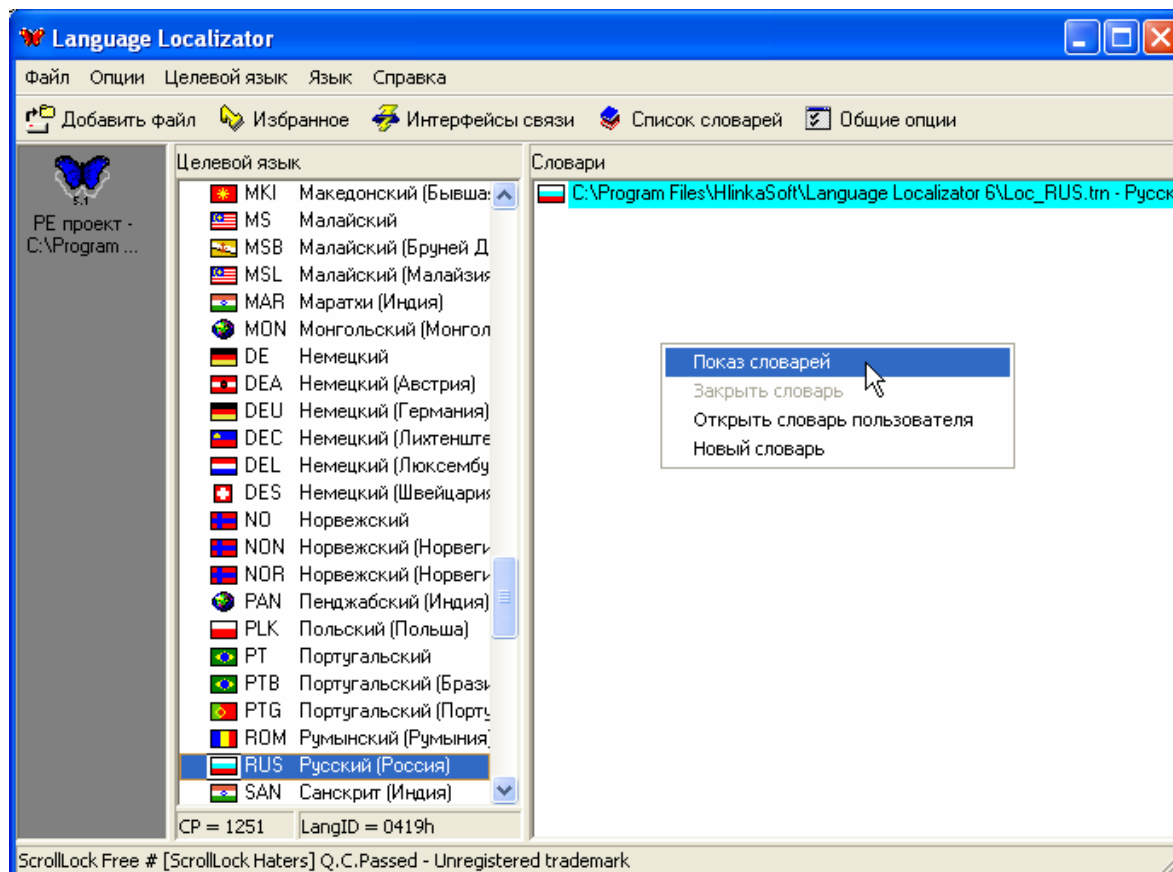 Language Localizator
Файл Опции Целевой язык Язык Справка
Добавить файл Избранное Интерфейсы связи Список словарей Общие опции
5.1
PE проект -
C:\Program ...
Целевой язык
MKI Македонский (Бывша
MS Малайский
MSB Малайский (Бруней Д
MSL Малайский (Малайзия
MAR Маратхи (Индия)
MON Монгольский (Монгол
DE Немецкий
DEA Немецкий (Австрия)
DEU Немецкий (Германия)
DEC Немецкий (Лихтенште
DEL Немецкий (Люксембу
DES Немецкий (Швейцария
NO Норвежский
NON Норвежский (Норвеги
NOR Норвежский (Норвеги
PAN Пенджабский (Индия)
PLK Польский (Польша)
PT Португальский
PTB Португальский (Брази
PTG Португальский (Порту
ROM Румынский (Румыния)
RUS Русский (Россия)
SAN Санскрит (Индия)
CP = 1251 LangID = 0419h
Словари
C:\Program Files\HlinkaSoft\Language Localizator 6\Loc_RUS.trn - Русск
Показ словарей
Закрыть словарь
Открыть словарь пользователя
Новый словарь
ScrollLock Free # [ScrollLock Haters] Q.C.Passed - Unregistered trademark